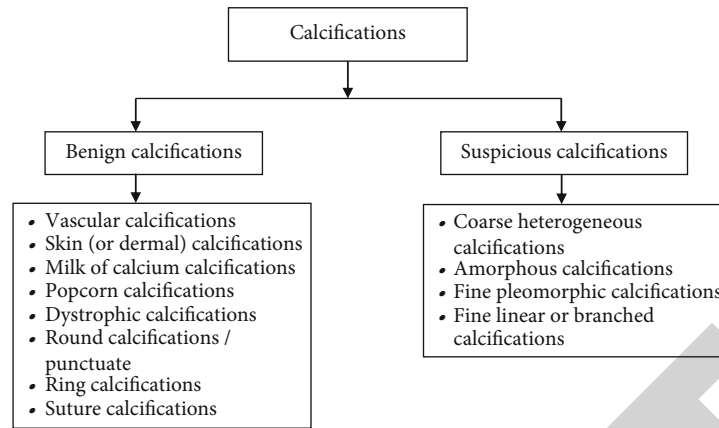 Calcifications
Benign calcifications
Suspicious calcifications
• Vascular calcifications
• Skin (or dermal) calcifications
• Milk of calcium calcifications
• Popcorn calcifications
• Dystrophic calcifications
• Round calcifications /
punctuate
• Ring calcifications
• Suture calcifications
• Coarse heterogeneous
calcifications
• Amorphous calcifications
• Fine pleomorphic calcifications
• Fine linear or branched
calcifications